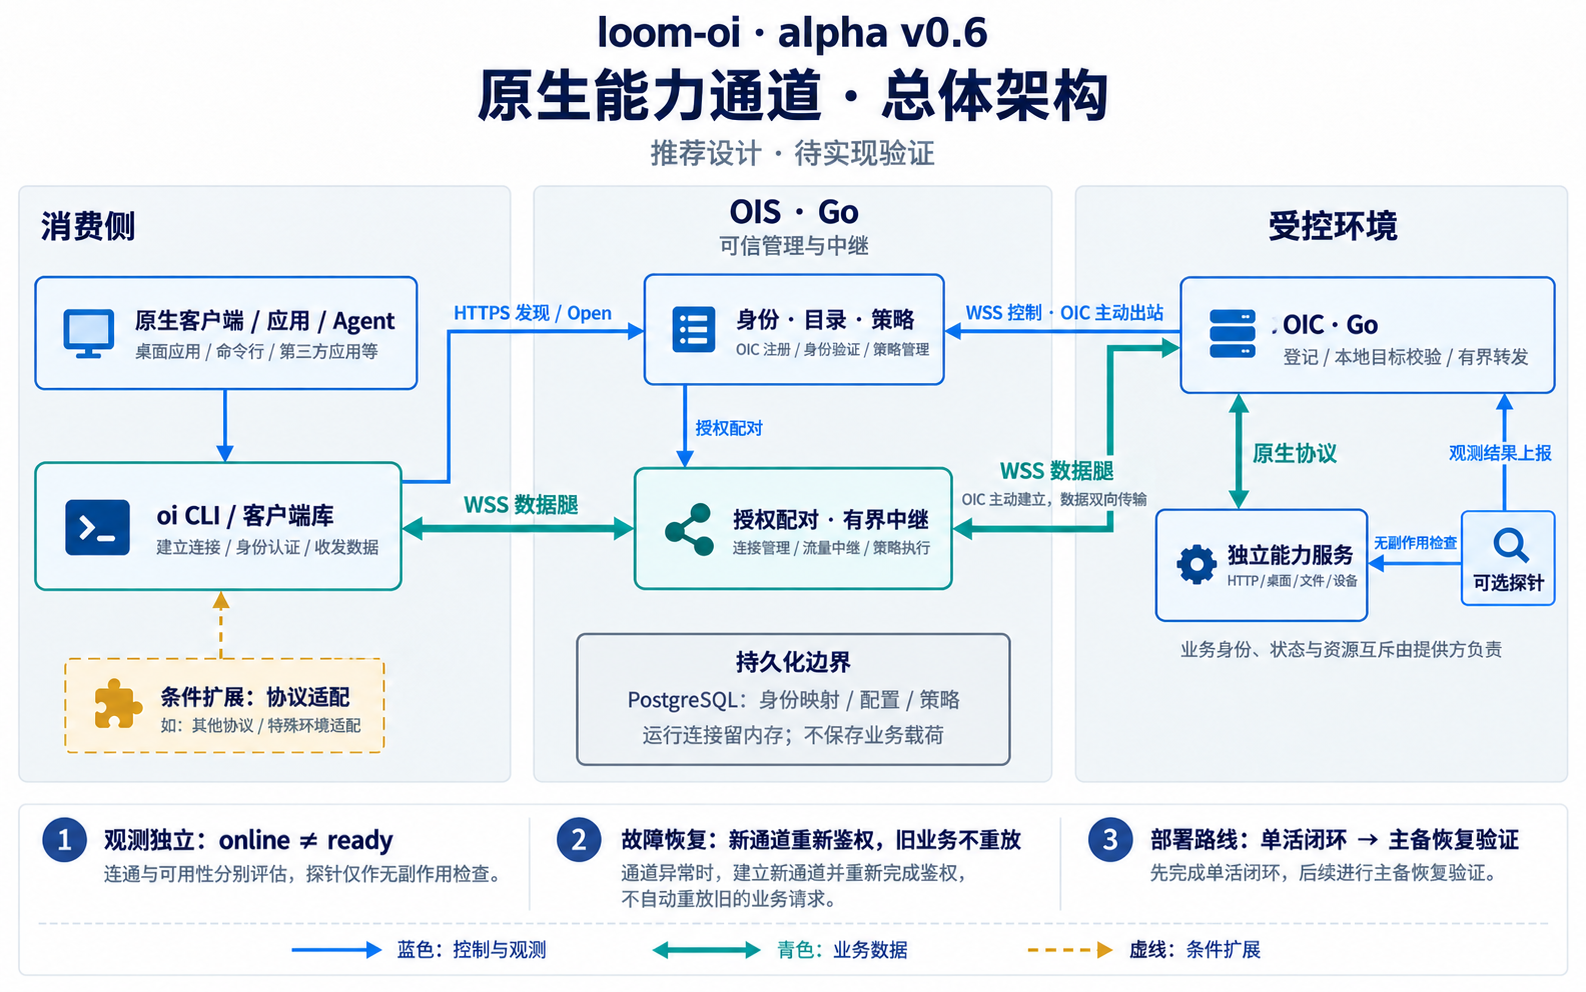 loom-oi · alpha v0.6
原生能力通道 · 总体架构
推荐设计 · 待实现验证
消费侧
原生客户端 / 应用 / Agent
桌面应用 / 命令行 / 第三方应用等
oi CLI / 客户端库
建立连接 / 身份认证 / 收发数据
条件扩展：协议适配
如：其他协议 / 特殊环境适配
HTTPS 发现 / Open
WSS 数据腿
OIS · Go
可信管理与中继
身份 · 目录 · 策略
OIC 注册 / 身份验证 / 策略管理
授权配对
授权配对 · 有界中继
连接管理 / 流量中继 / 策略执行
持久化边界
PostgreSQL：身份映射 / 配置 / 策略
运行连接留内存；不保存业务载荷
WSS 控制 · OIC 主动出站
WSS 数据腿
OIC 主动建立，数据双向传输
受控环境
OIC · Go
登记 / 本地目标校验 / 有界转发
原生协议
观测结果上报
独立能力服务
HTTP / 桌面 / 文件 / 设备
无副作用检查
可选探针
业务身份、状态与资源互斥由提供方负责
1 观测独立：online ≠ ready
连通与可用性分别评估，探针仅作无副作用检查。
2 故障恢复：新通道重新鉴权，旧业务不重放
通道异常时，建立新通道并重新完成鉴权，
不自动重放旧的业务请求。
3 部署路线：单活闭环 → 主备恢复验证
先完成单活闭环，后续进行主备恢复验证。
蓝色：控制与观测
青色：业务数据
虚线：条件扩展